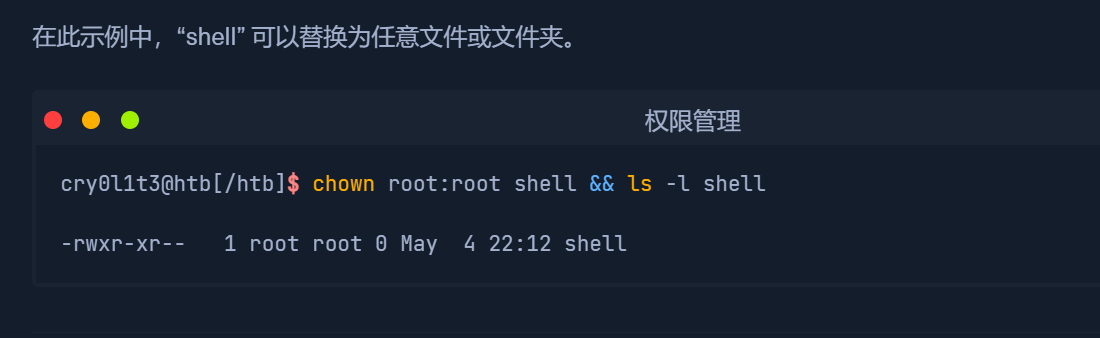 在此示例中，“shell” 可以替换为任意文件或文件夹。
权限管理
cry0l1t3@htb[/htb]$ chown root:root shell && ls -l shell
-rwxr-xr--   1 root root 0 May  4 22:12 shell